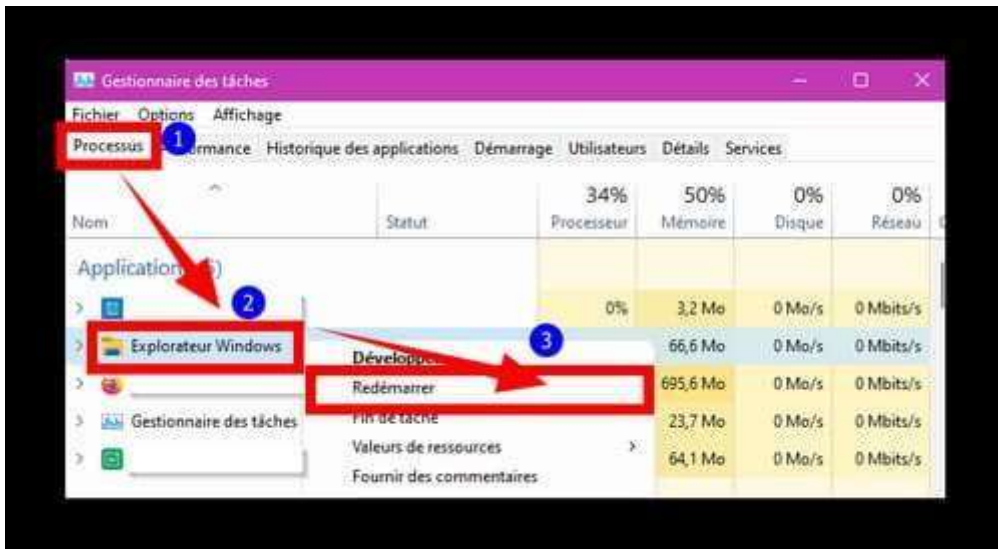 Gestionnaire des tâches
Fichier Options Affichage
Processus 1 Historique des applications Démarrage Utilisateurs Détails Services
34% 50% 0% 0%
Nom Statut Processeur Mémoire Disque Réseau
2
0% 3,2 Mo 0 Mo/s 0 Mbits/s
3
Explorateur Windows 66,6 Mo 0 Mo/s 0 Mbits/s
Redémarrer 695,6 Mo 0 Mo/s 0 Mbits/s
Gestionnaire des tâches Fin de tâche 23,7 Mo 0 Mo/s 0 Mbits/s
Valeurs de ressources
64,1 Mo 0 Mo/s 0 Mbits/s
Fournir des commentaires